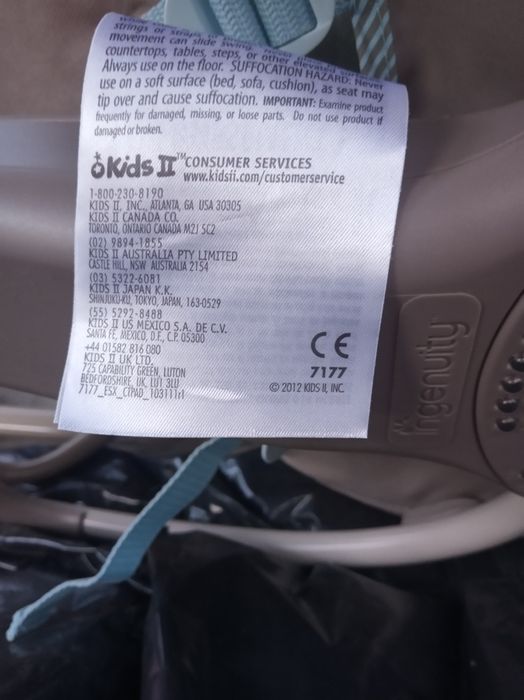 strings or straps
movement can slide swing
countertops, tables, steps, or other elevated
Always use on the floor. SUFFOCATION HAZARD: Never
use on a soft surface (bed, sofa, cushion), as seat may
tip over and cause suffocation. IMPORTANT: Examine product
frequently for damaged, missing, or loose parts. Do not use product if
damaged or broken.
Kids II™ CONSUMER SERVICES
www.kidsii.com/customerservice
1-800-230-8190
KIDS II, INC., ATLANTA, GA USA 30305
KIDS II CANADA CO.
TORONTO, ONTARIO CANADA M2J 5C2
(02) 9894-1855
KIDS II AUSTRALIA PTY LIMITED
CASTLE HILL, NSW AUSTRALIA 2154
(03) 5322-6081
KIDS II JAPAN K.K.
SHINJUKU-KU, TOKYO, JAPAN, 163-0529
(55) 5292-8488
KIDS II US MÉXICO S.A. DE C.V.
SANTA FE, MÉXICO, D.F., C.P. 05300
+44 01582 816 080
KIDS II UK LTD.
725 CAPABILITY GREEN, LUTON
BEDFORDSHIRE, UK, LU1 3LU
7177_ESX_CTPAD_103111r1
CE
7177
© 2012 KIDS II, INC.
Ingenuity